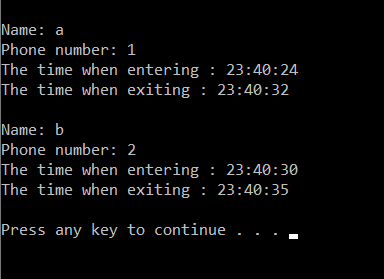 Name: a
Phone number: 1
The time when entering : 23:40:24
The time when exiting : 23:40:32
Name: b
Phone number: 2
The time when entering : 23:40:30
The time when exiting : 23:40:35
Press any key to continue . . .